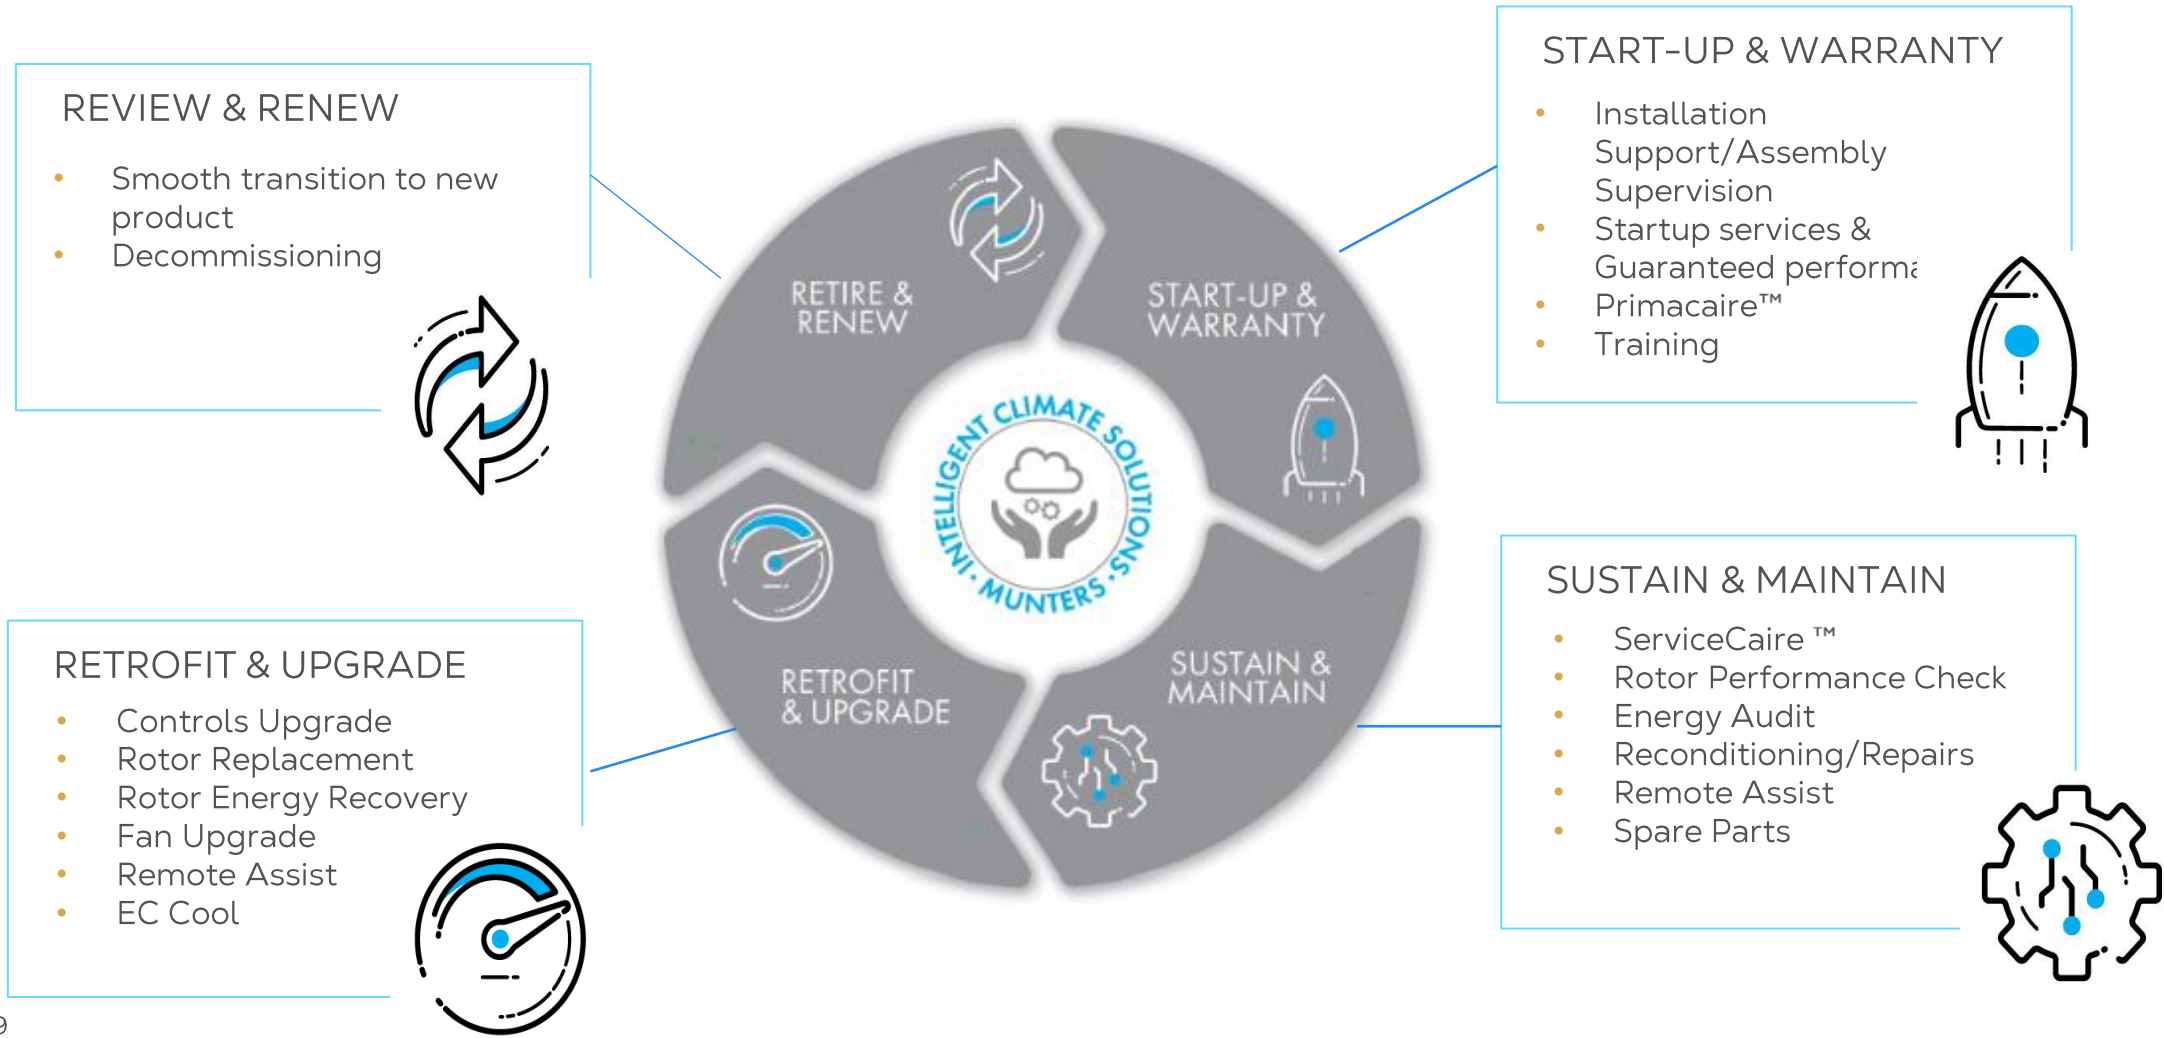 REVIEW & RENEW
• Smooth transition to new
product
• Decommissioning
START-UP & WARRANTY
• Installation
Support/Assembly
Supervision
• Startup services &
Guaranteed performa
• Primacaire™
• Training
RETIRE &
RENEW
START-UP &
WARRANTY
INTELLIGENT CLIMATE SOLUTIONS · MUNTERS ·
RETROFIT
& UPGRADE
SUSTAIN &
MAINTAIN
RETROFIT & UPGRADE
• Controls Upgrade
• Rotor Replacement
• Rotor Energy Recovery
• Fan Upgrade
• Remote Assist
• EC Cool
SUSTAIN & MAINTAIN
• ServiceCaire ™
• Rotor Performance Check
• Energy Audit
• Reconditioning/Repairs
• Remote Assist
• Spare Parts
9